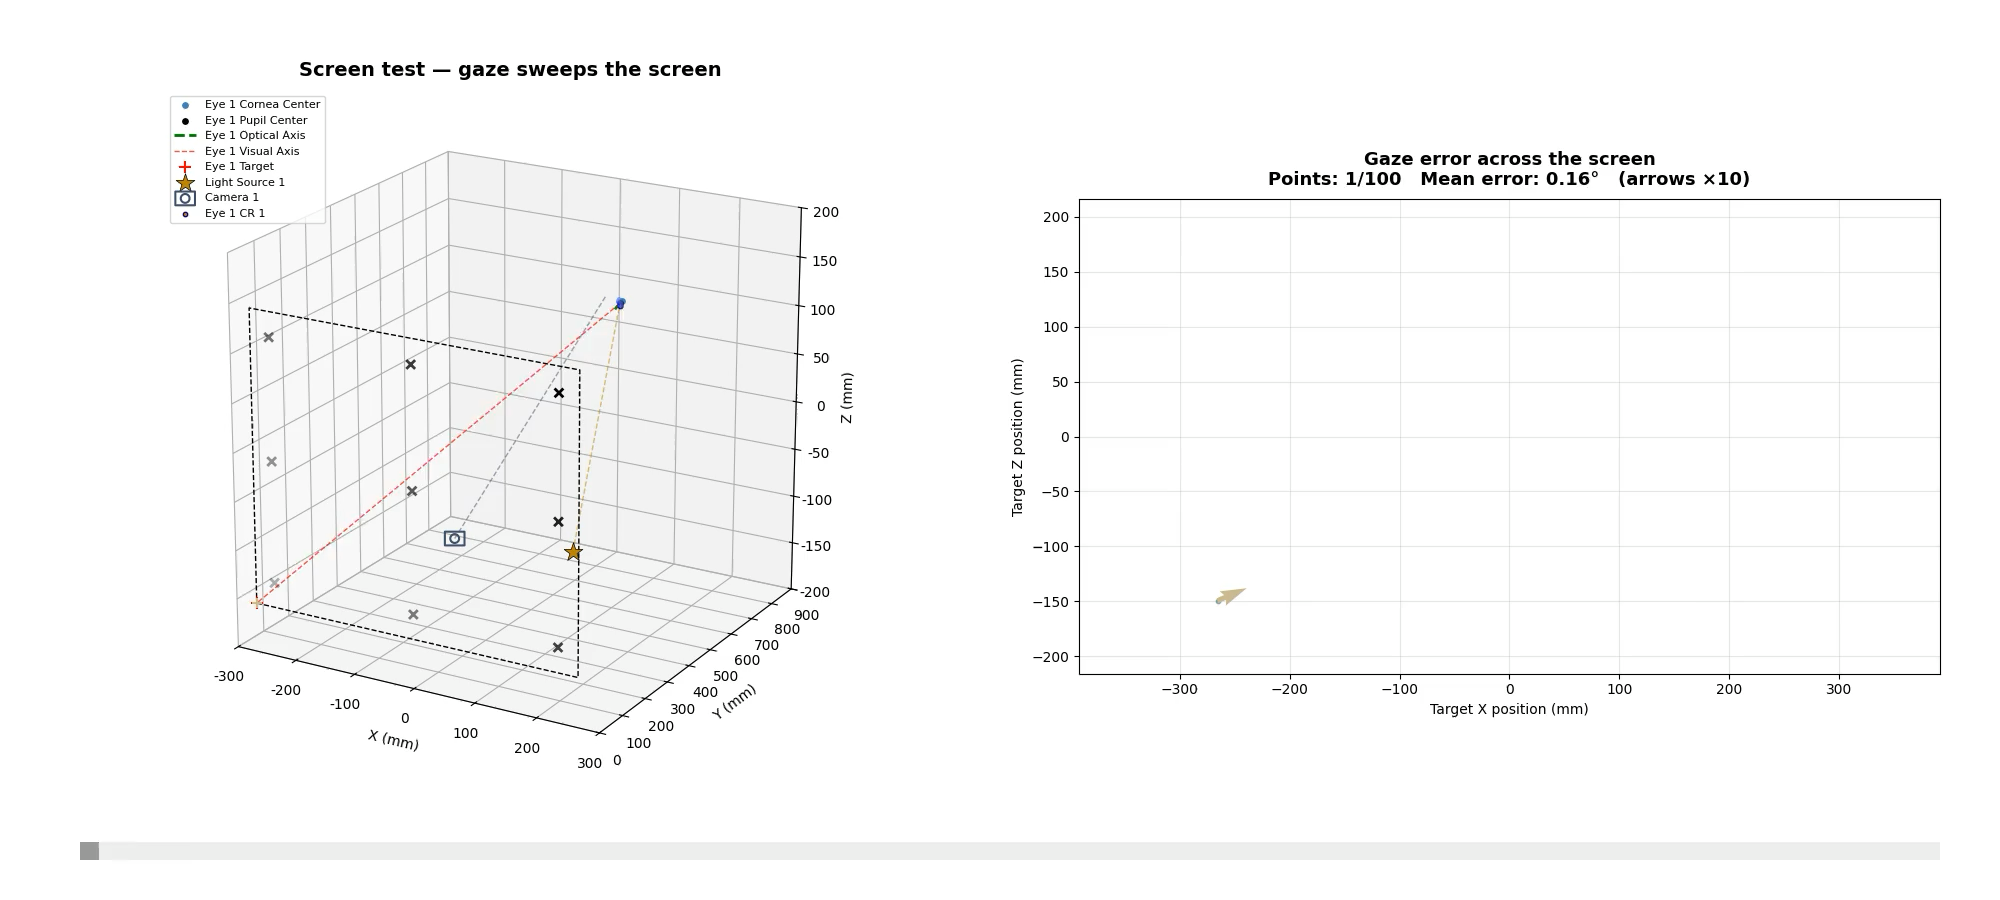 Screen test — gaze sweeps the screen
Eye 1 Cornea Center
Eye 1 Pupil Center
Eye 1 Optical Axis
Eye 1 Visual Axis
Eye 1 Target
Light Source 1
Camera 1
Eye 1 CR 1
200
150
100
50
0
-50
-100
-150
-200
Z (mm)
900
800
700
600
500
400
300
200
100
0
Y (mm)
-300
-200
-100
0
100
200
300
X (mm)
Gaze error across the screen
Points: 1/100   Mean error: 0.16°   (arrows ×10)
200
150
100
50
0
−50
−100
−150
−200
Target Z position (mm)
−300
−200
−100
0
100
200
300
Target X position (mm)